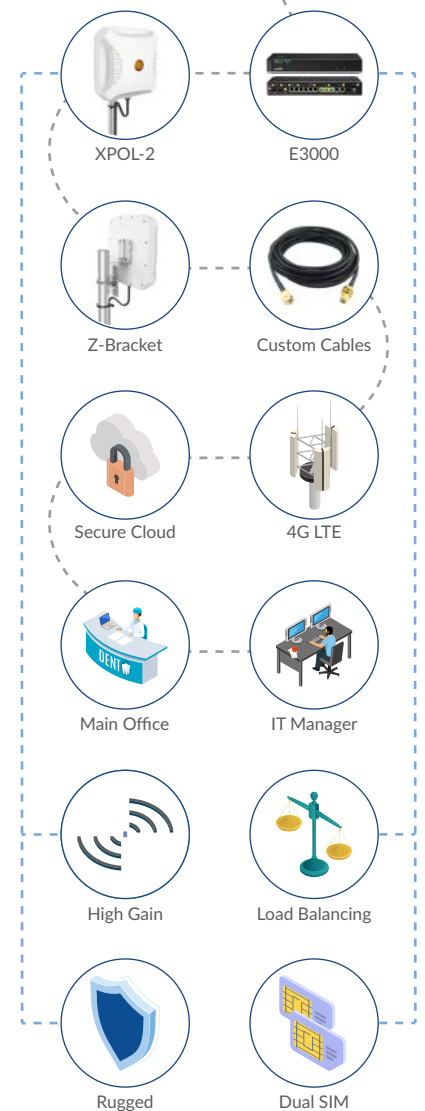 XPOL-2
E3000
Z-Bracket
Custom Cables
Secure Cloud
4G LTE
DENT
Main Office
IT Manager
High Gain
Load Balancing
Rugged
Dual SIM